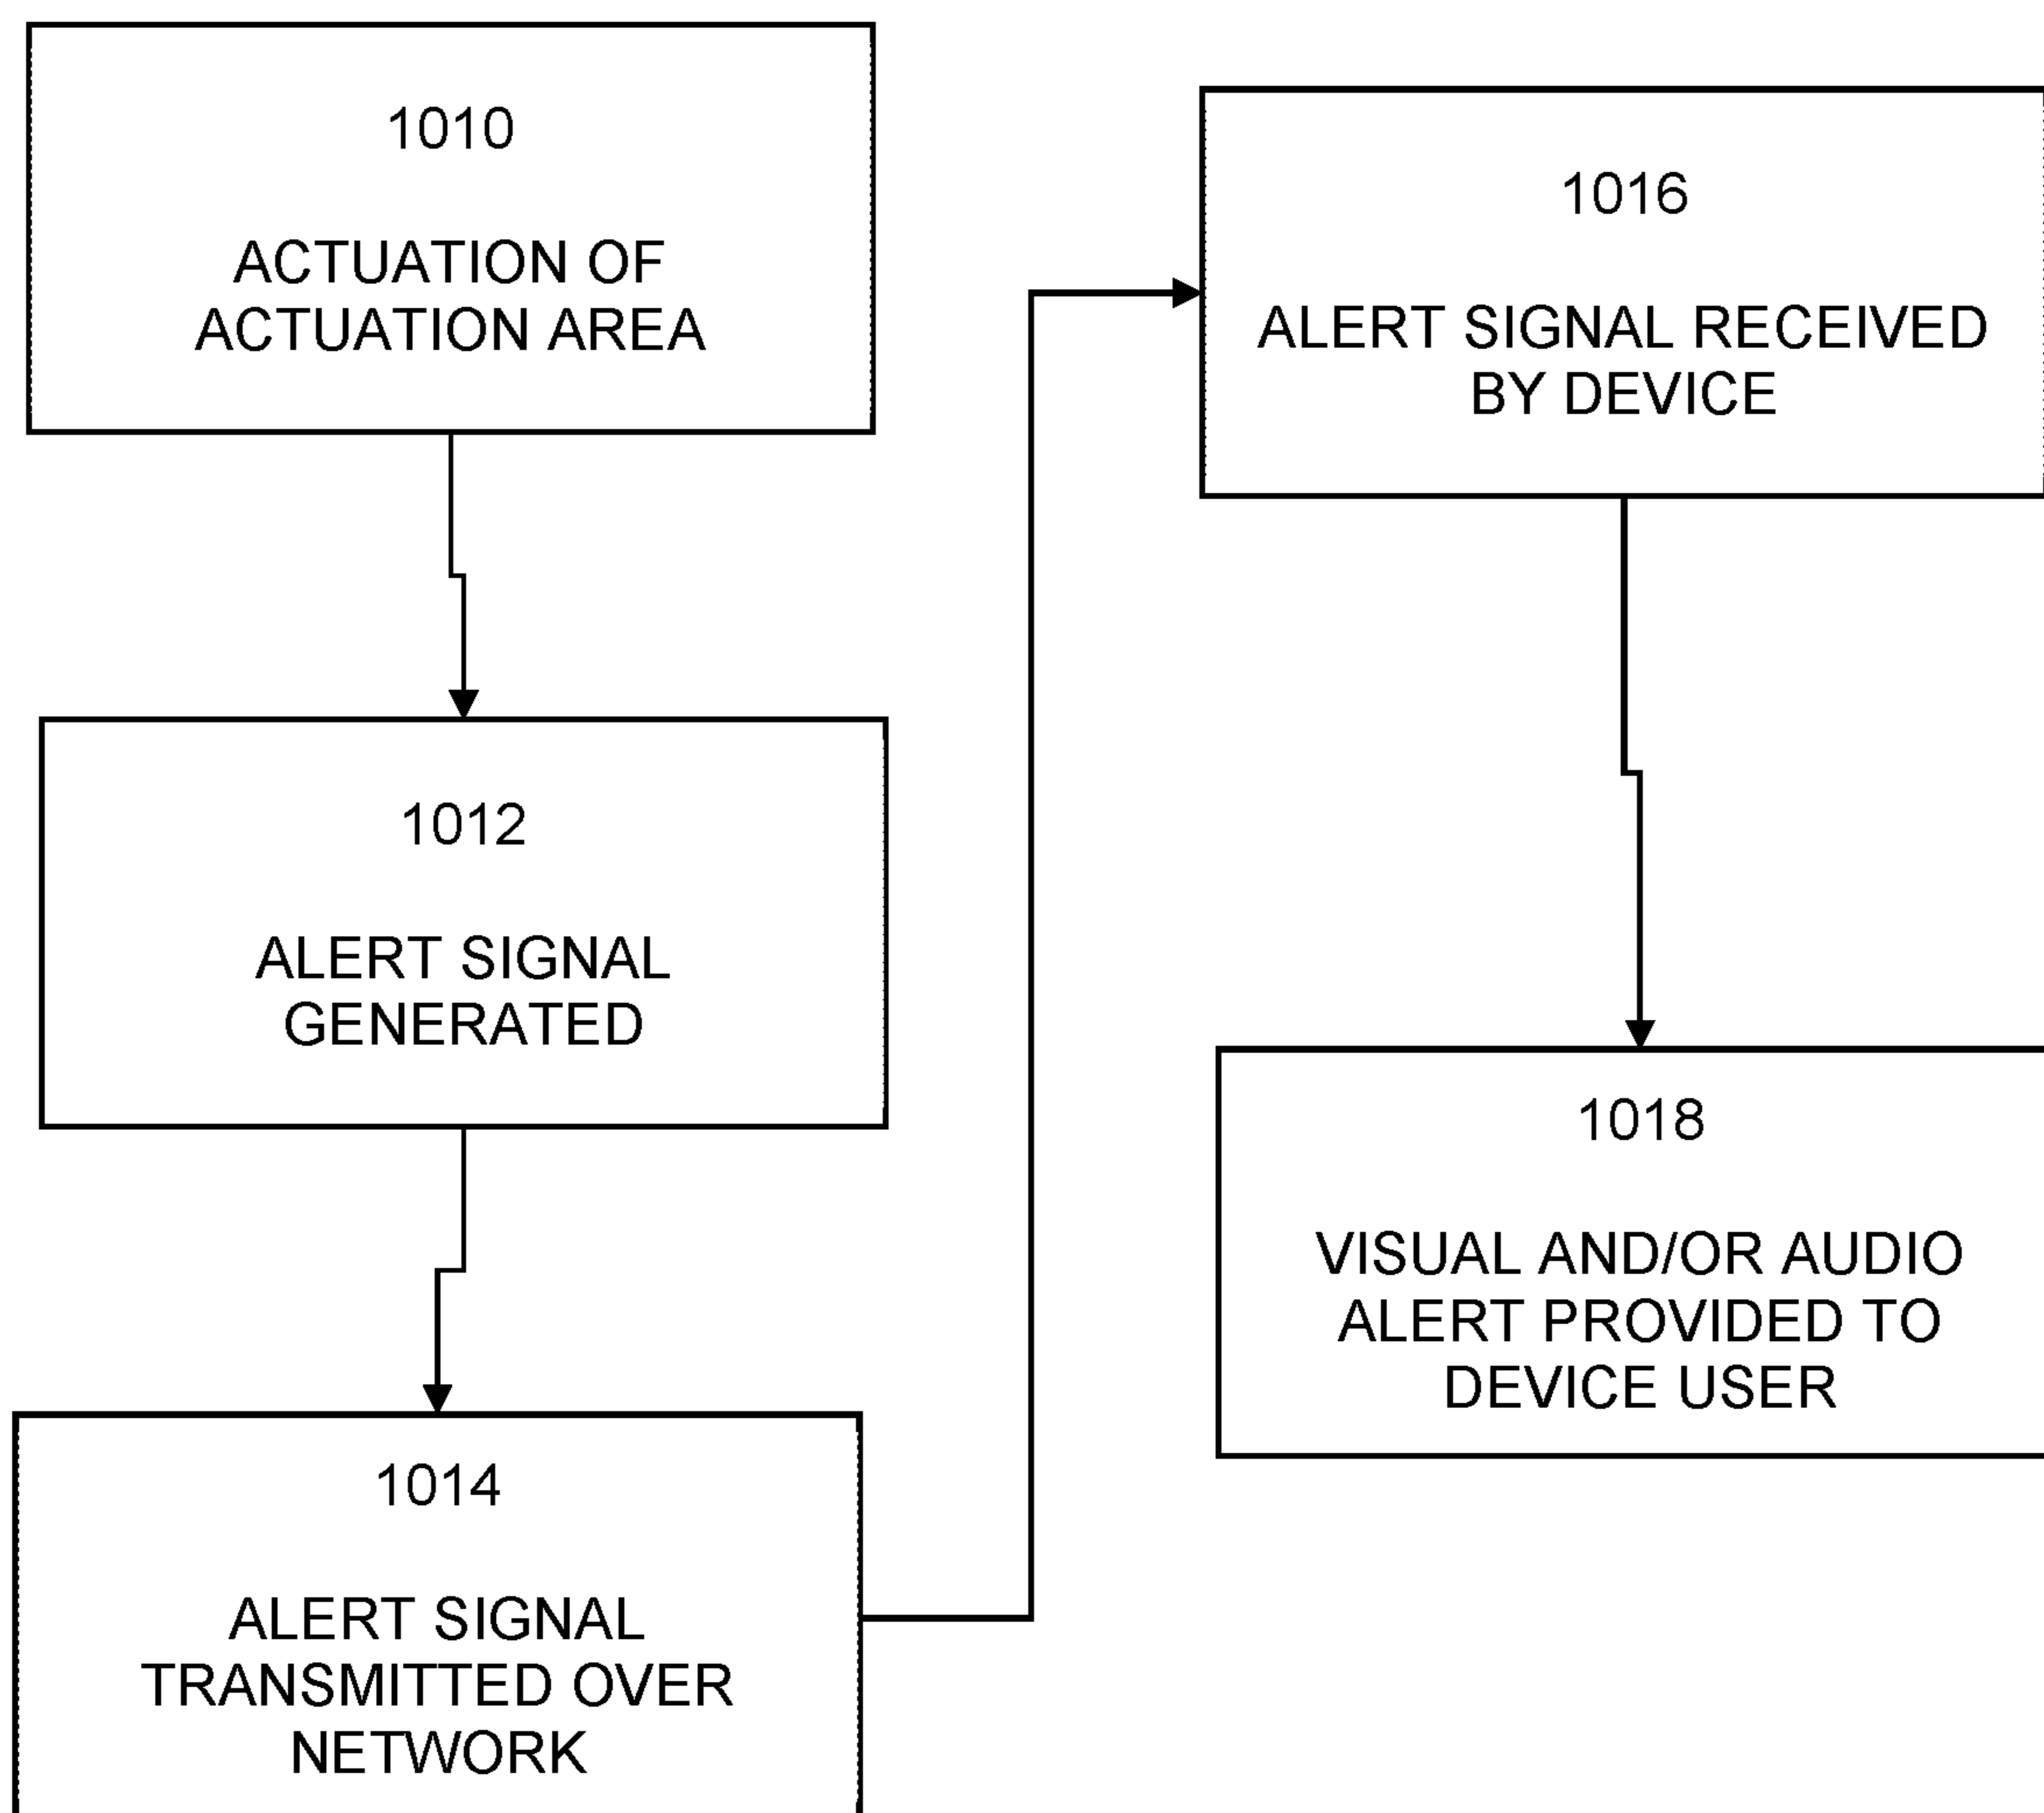 1010
ACTUATION OF
ACTUATION AREA
1012
ALERT SIGNAL
GENERATED
1014
ALERT SIGNAL
TRANSMITTED OVER
NETWORK
1016
ALERT SIGNAL RECEIVED
BY DEVICE
1018
VISUAL AND/OR AUDIO
ALERT PROVIDED TO
DEVICE USER